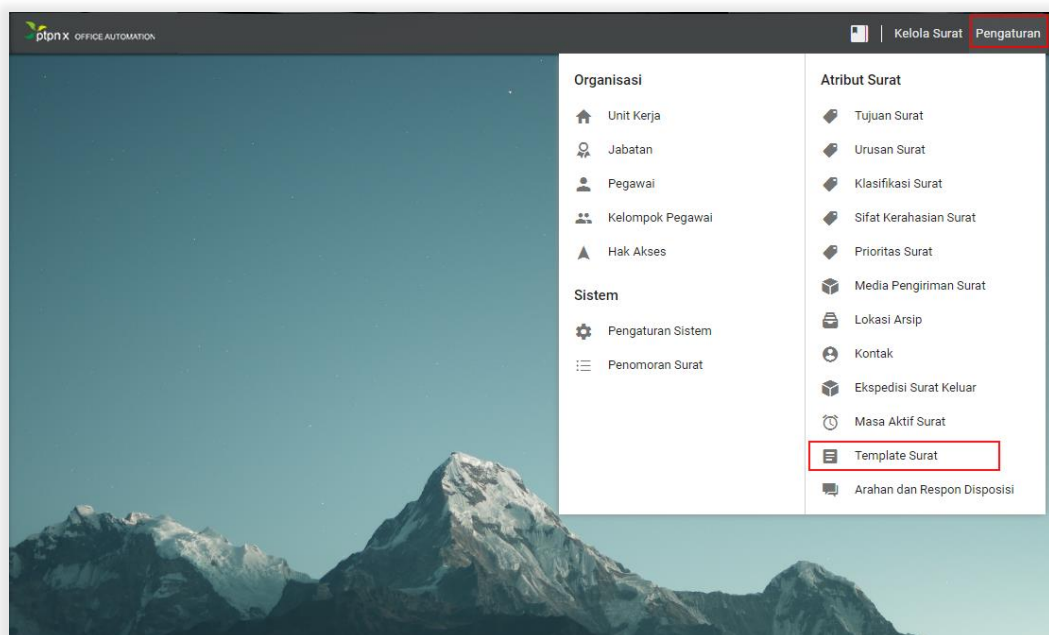 ptpn x OFFICE AUTOMATION
Kelola Surat
Pengaturan
Organisasi
Unit Kerja
Jabatan
Pegawai
Kelompok Pegawai
Hak Akses
Sistem
Pengaturan Sistem
Penomoran Surat
Atribut Surat
Tujuan Surat
Urusan Surat
Klasifikasi Surat
Sifat Kerahasian Surat
Prioritas Surat
Media Pengiriman Surat
Lokasi Arsip
Kontak
Ekspedisi Surat Keluar
Masa Aktif Surat
Template Surat
Arahan dan Respon Disposisi